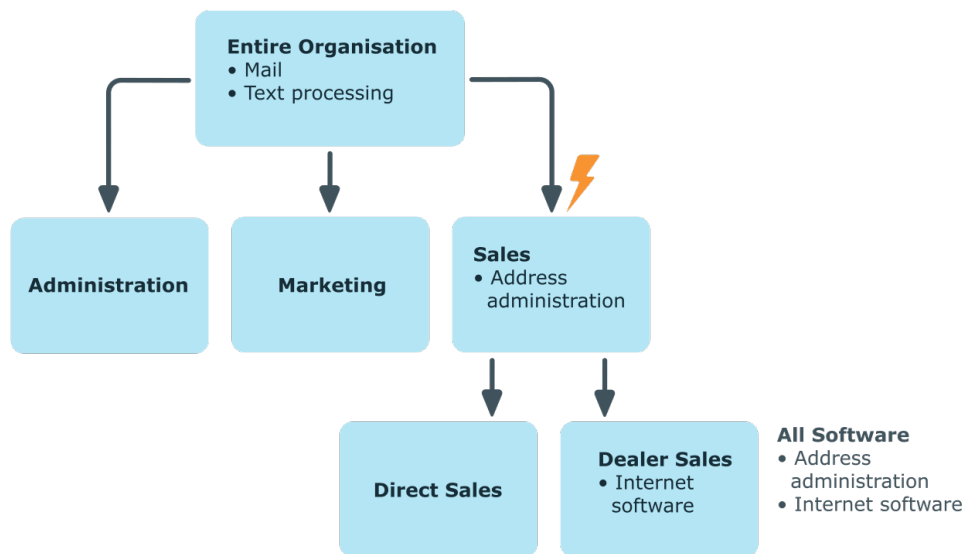 Entire Organisation
• Mail
• Text processing
Administration
Marketing
Sales
• Address
administration
Direct Sales
Dealer Sales
• Internet
software
All Software
• Address
administration
• Internet software